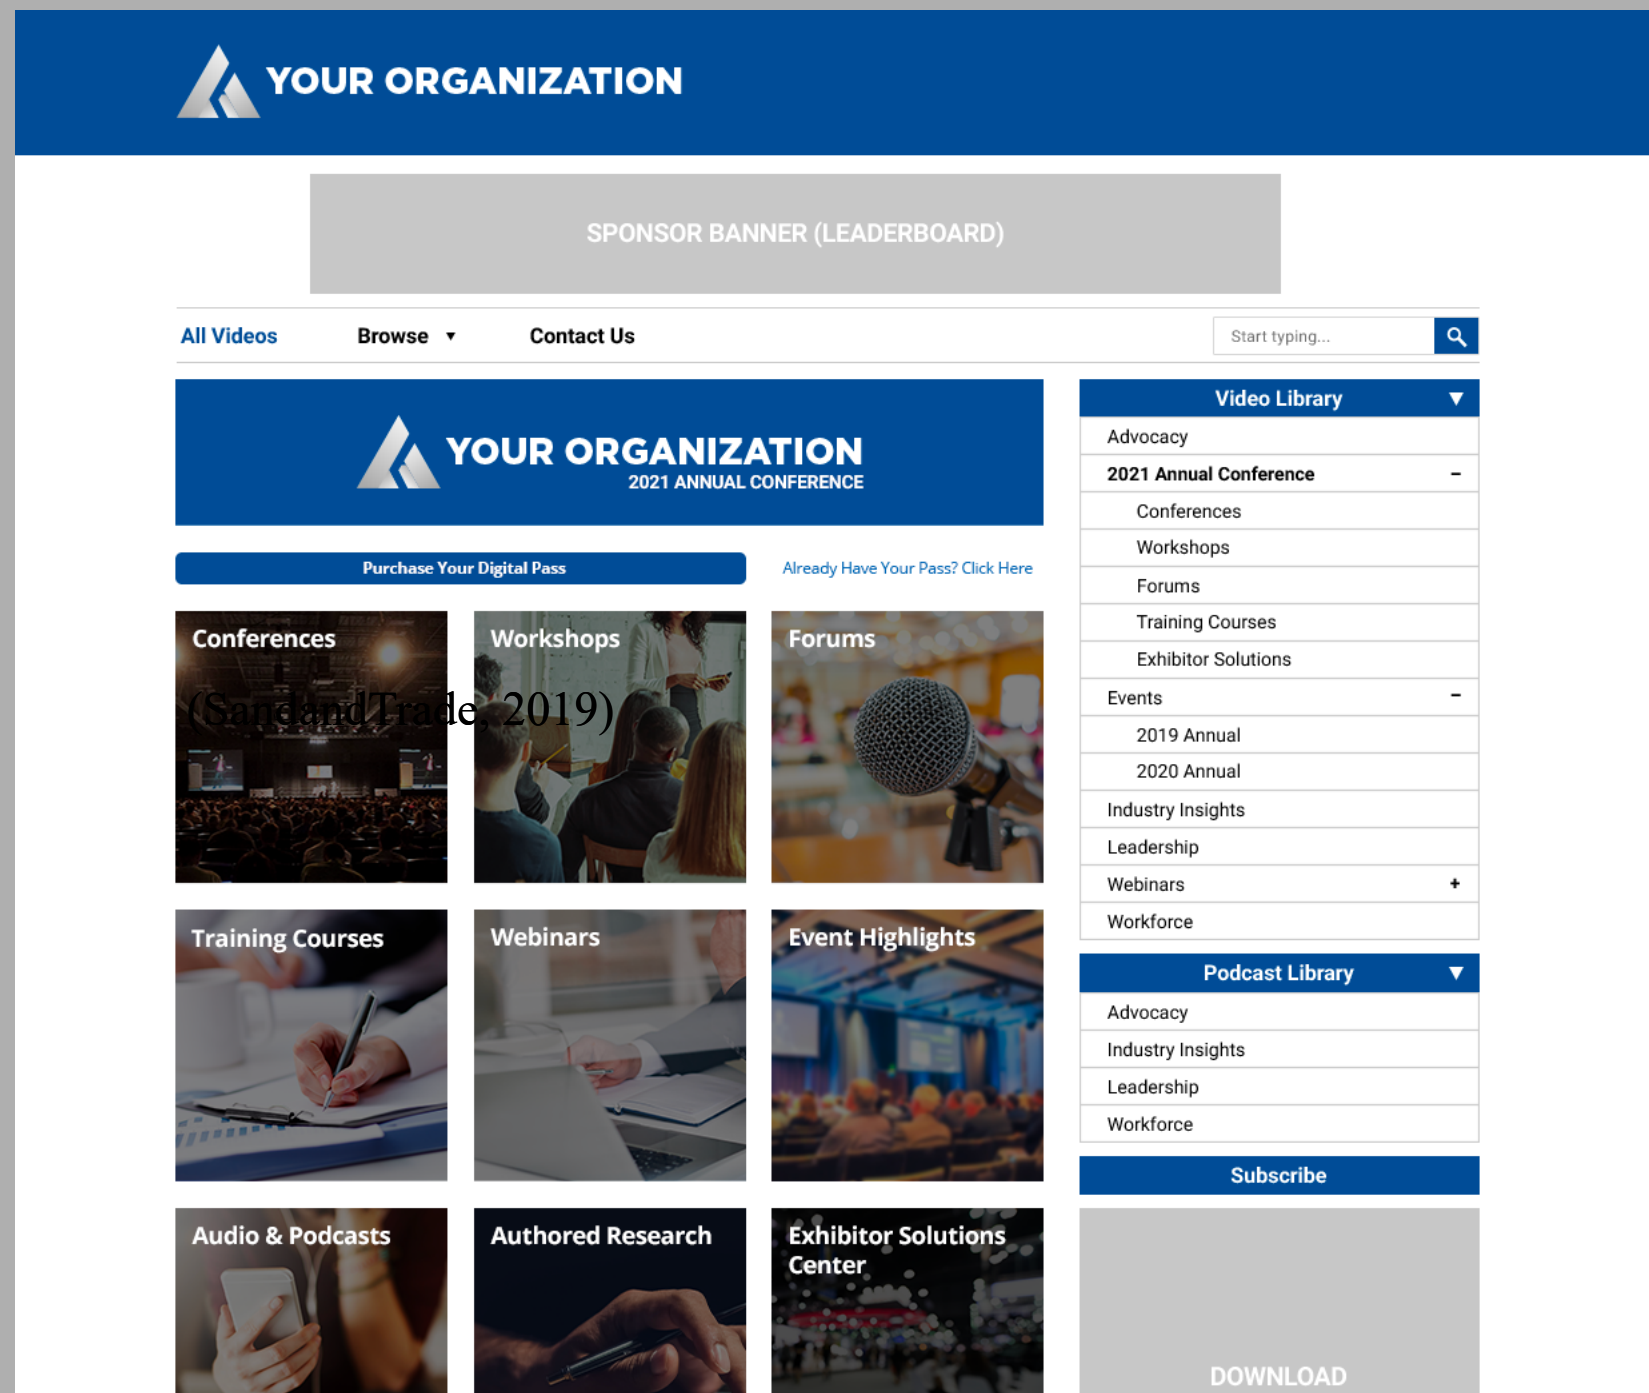 YOUR ORGANIZATION
SPONSOR BANNER (LEADERBOARD)
All Videos Browse Contact Us Start typing...
YOUR ORGANIZATION
2021 ANNUAL CONFERENCE
Purchase Your Digital Pass Already Have Your Pass? Click Here
Conferences Workshops Forums
(SandandTrade, 2019)
Training Courses Webinars Event Highlights
Audio & Podcasts Authored Research Exhibitor Solutions
Center
Video Library
Advocacy
2021 Annual Conference
Conferences
Workshops
Forums
Training Courses
Exhibitor Solutions
Events
2019 Annual
2020 Annual
Industry Insights
Leadership
Webinars
Workforce
Podcast Library
Advocacy
Industry Insights
Leadership
Workforce
Subscribe
DOWNLOAD